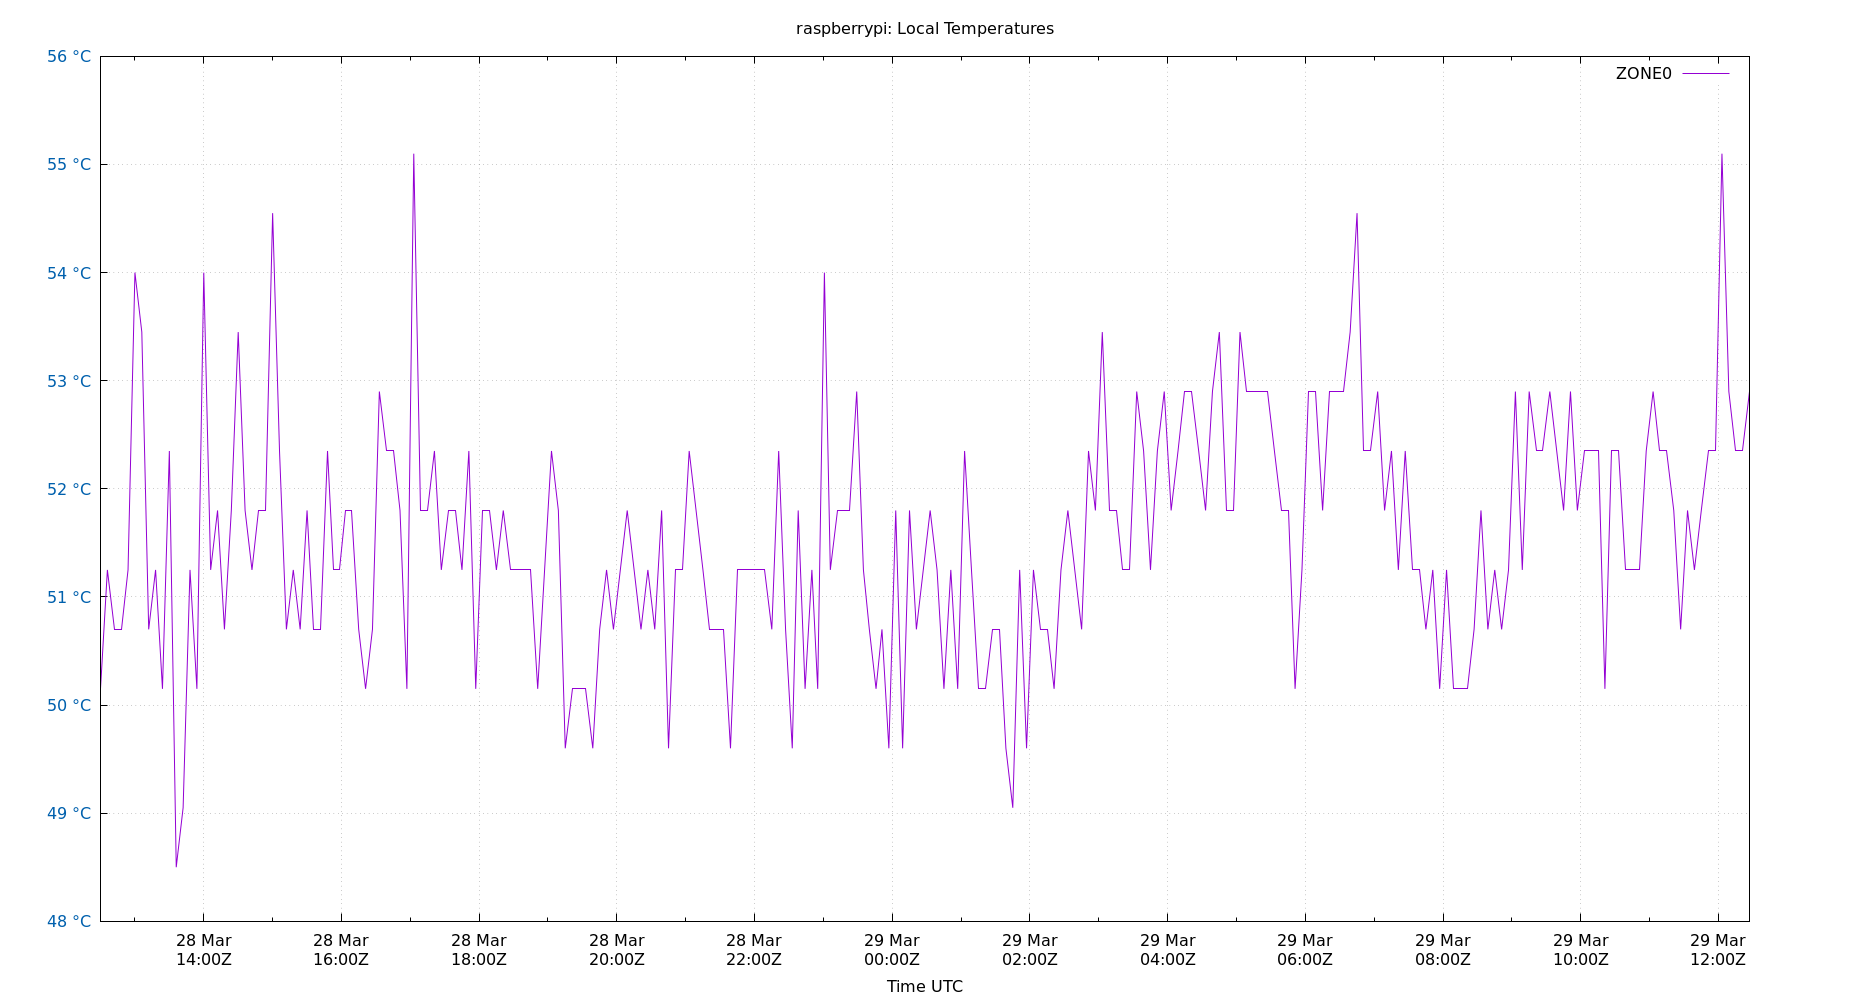 raspberrypi: Local Temperatures
56 °C
ZONE0
55 °C
54 °C
53 °C
52 °C
51 °C
50 °C
49 °C
48 °C
28 Mar
14:00Z
28 Mar
16:00Z
28 Mar
18:00Z
28 Mar
20:00Z
28 Mar
22:00Z
29 Mar
00:00Z
29 Mar
02:00Z
29 Mar
04:00Z
29 Mar
06:00Z
29 Mar
08:00Z
29 Mar
10:00Z
29 Mar
12:00Z
Time UTC